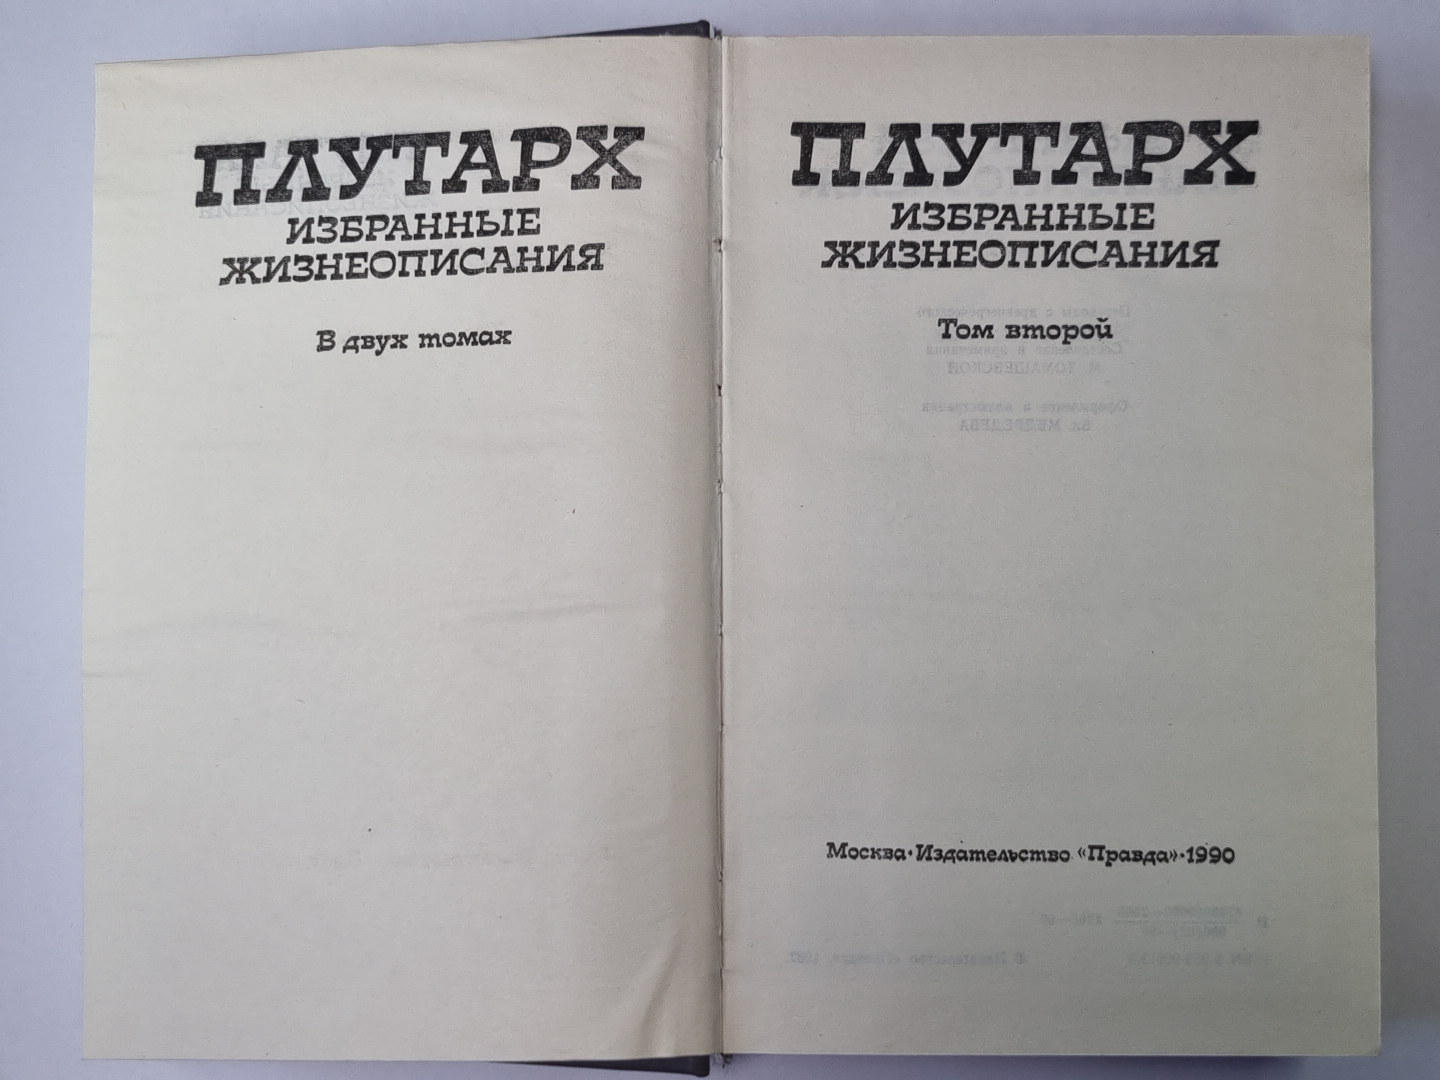 ПЛУТАРХ
ИЗБРАННЫЕ
ЖИЗНЕОПИСАНИЯ
В двух томах
ПЛУТАРХ
ИЗБРАННЫЕ
ЖИЗНЕОПИСАНИЯ
Том второй
Москва·Издательство «Правда»·1990